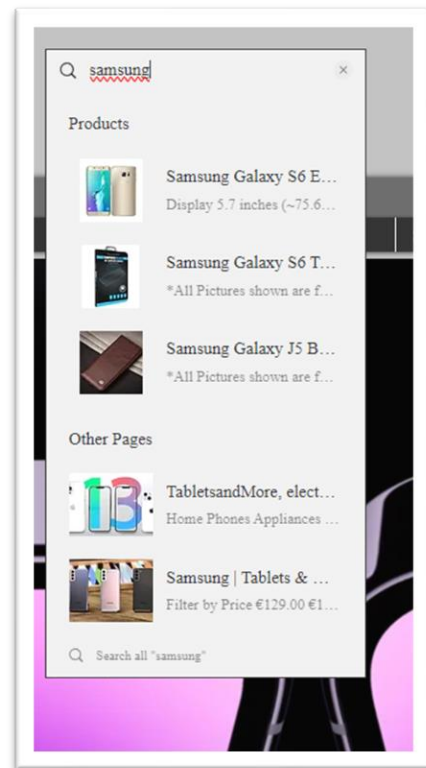 samsung
Products
Samsung Galaxy S6 E...
Display 5.7 inches (~75.6...
Samsung Galaxy S6 T...
*All Pictures shown are f...
Samsung Galaxy J5 B...
*All Pictures shown are f...
Other Pages
13
TabletsandMore, elect...
Home Phones Appliances ...
Samsung | Tablets & ...
Filter by Price €129.00 €1...
Search all "samsung"